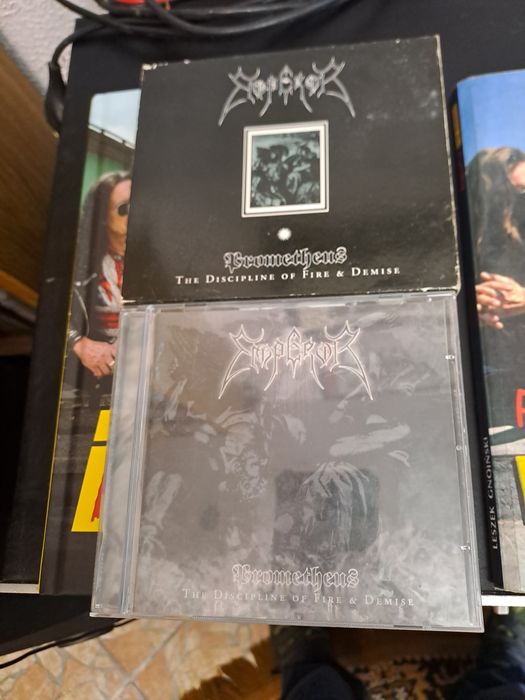 EMPEROR
Prometheus
THE DISCIPLINE OF FIRE & DEMISE
EMPEROR
Prometheus
THE DISCIPLINE OF FIRE & DEMISE
LESZEK GNOIŃSKI